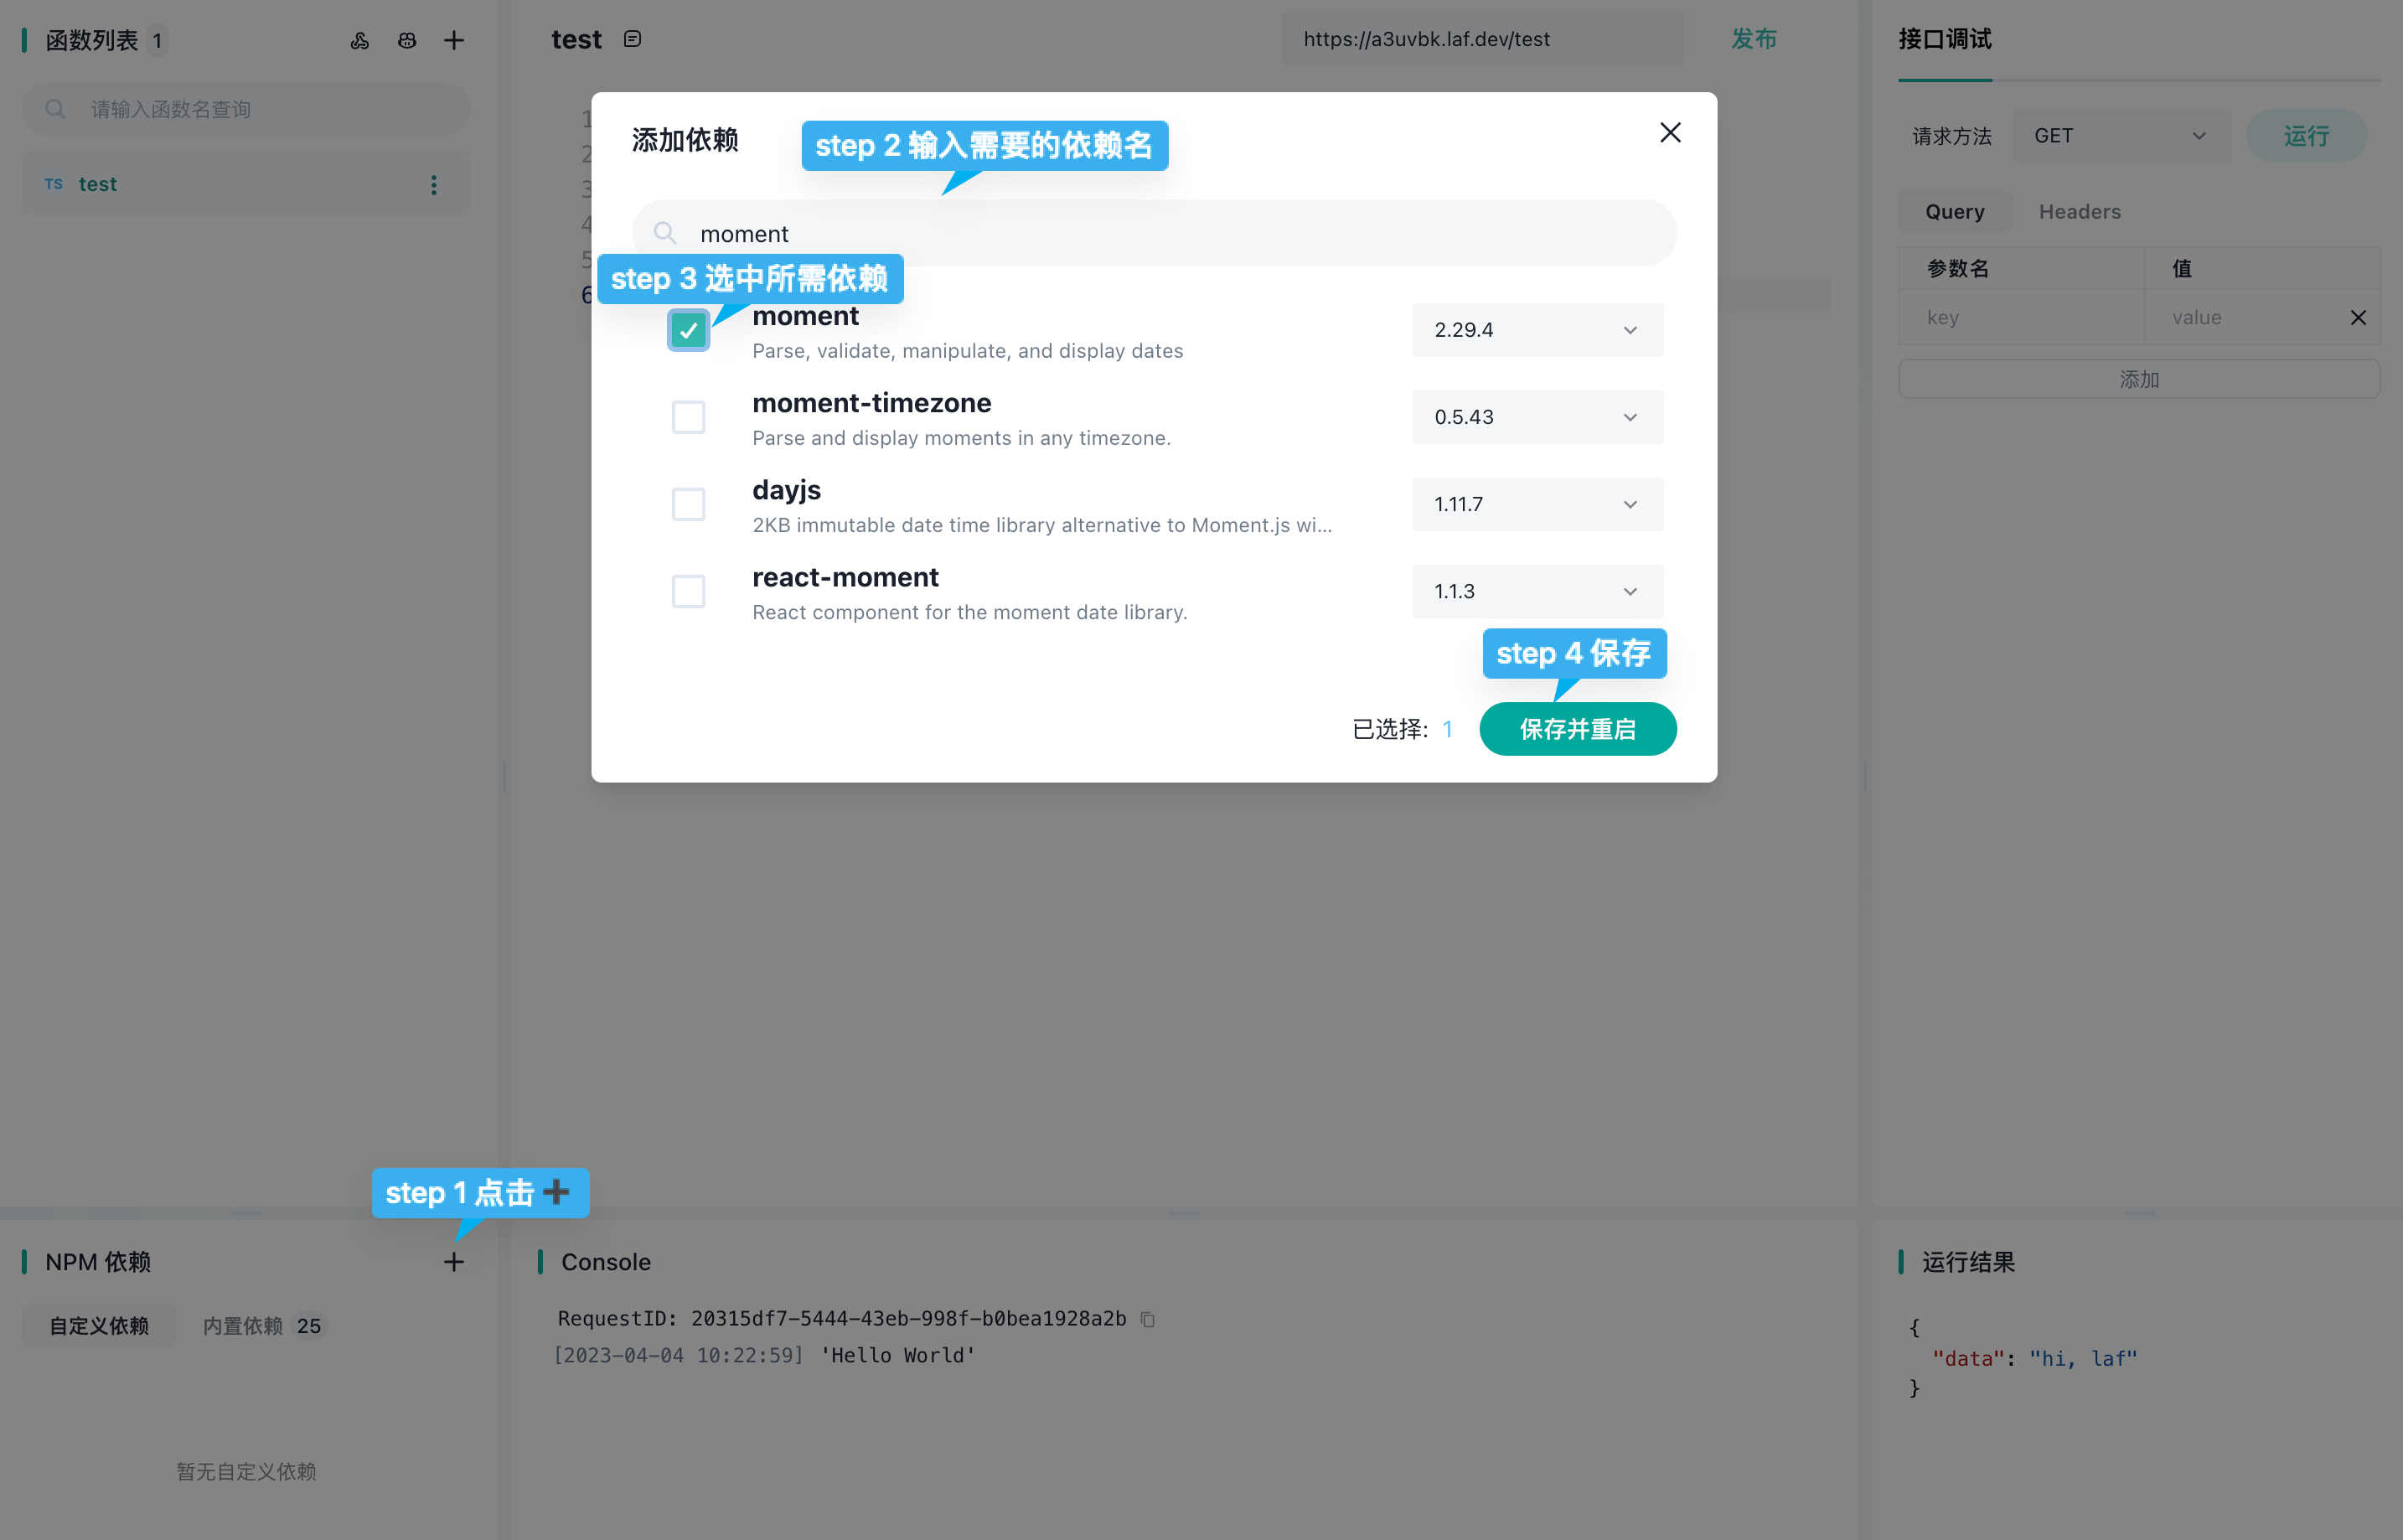 函数列表 1
请输入函数名查询
TS test
test
https://a3uvbk.laf.dev/test
发布
1
2
3
4
5
6
添加依赖
step 2 输入需要的依赖名
moment
step 3 选中所需依赖
moment
Parse, validate, manipulate, and display dates
2.29.4
moment-timezone
Parse and display moments in any timezone.
0.5.43
dayjs
2KB immutable date time library alternative to Moment.js wi...
1.11.7
react-moment
React component for the moment date library.
1.1.3
step 4 保存
已选择: 1
保存并重启
接口调试
请求方法
GET
运行
Query
Headers
参数名
值
key
value
添加
step 1 点击 ➕
NPM 依赖
自定义依赖
内置依赖 25
暂无自定义依赖
Console
RequestID: 20315df7-5444-43eb-998f-b0bea1928a2b
[2023-04-04 10:22:59] 'Hello World'
运行结果
{
"data": "hi, laf"
}